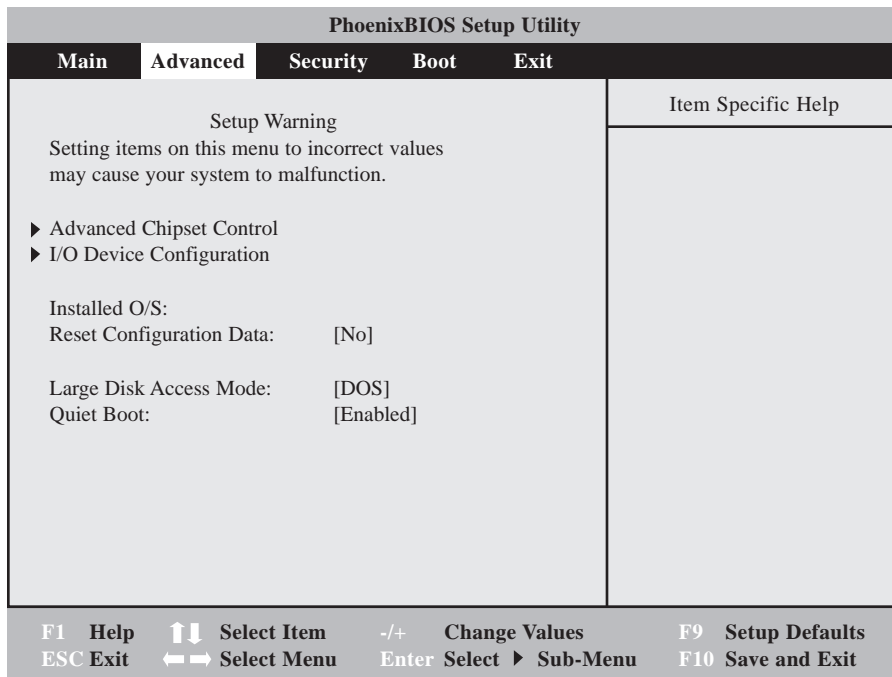 PhoenixBIOS Setup Utility
Main Advanced Security Boot Exit
Setup Warning
Setting items on this menu to incorrect values
may cause your system to malfunction.
Advanced Chipset Control
I/O Device Configuration
Installed O/S:
Reset Configuration Data: [No]
Large Disk Access Mode: [DOS]
Quiet Boot: [Enabled]
Item Specific Help
F1 Help Select Item -/+ Change Values F9 Setup Defaults
ESC Exit Select Menu Enter Select Sub-Menu F10 Save and Exit